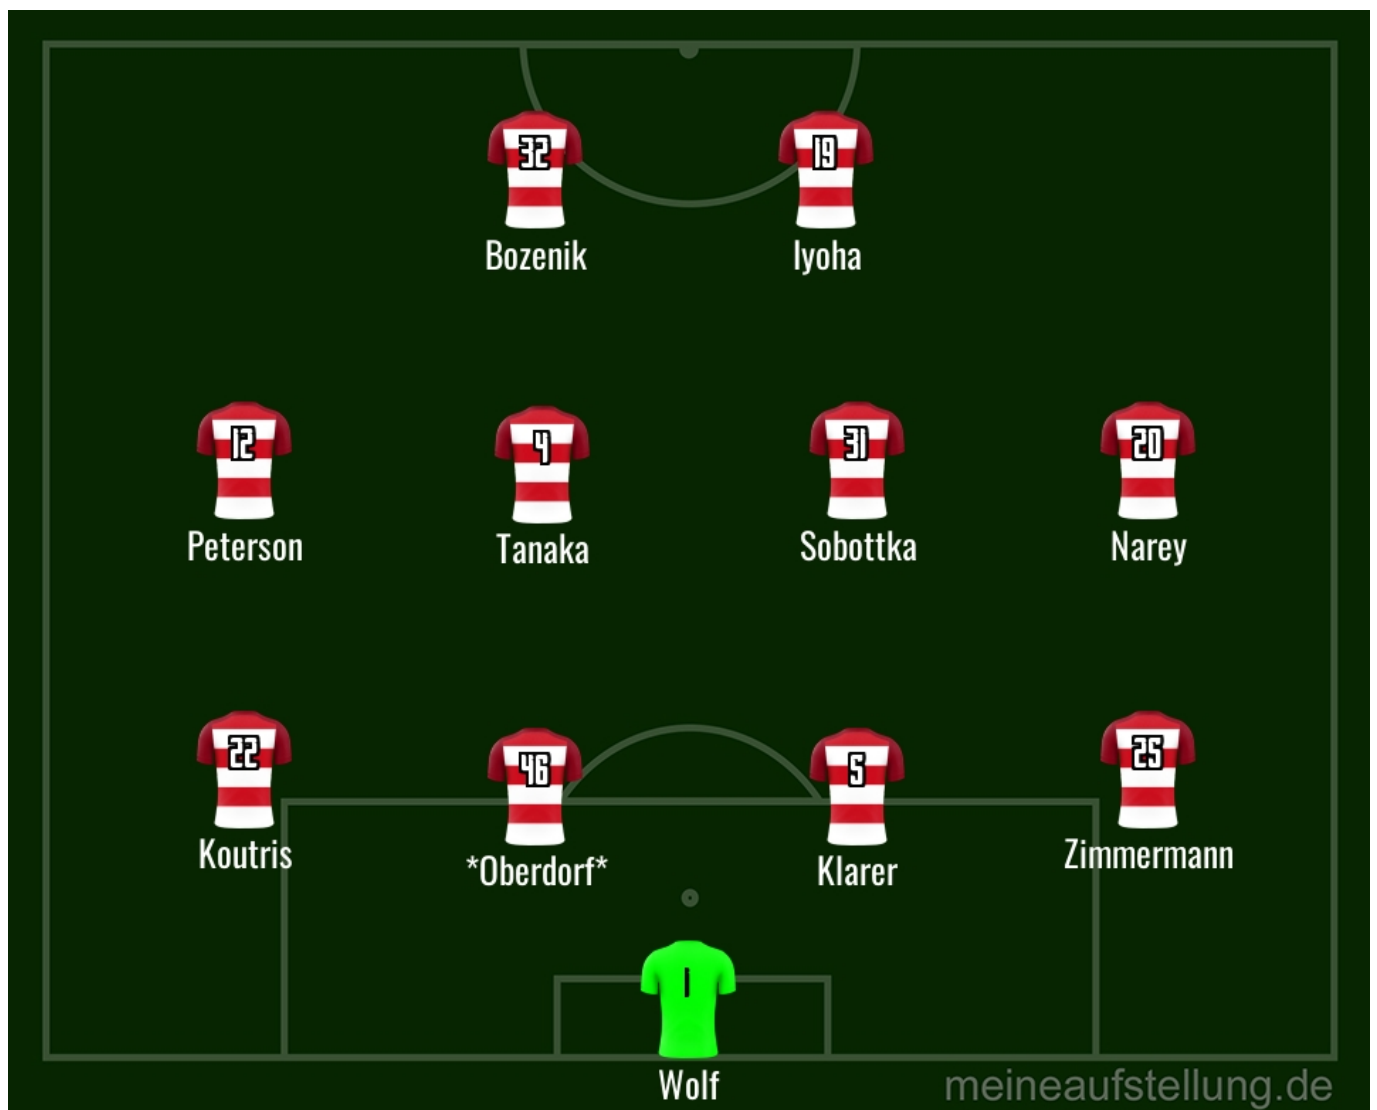 32
19
Bozenik
Iyoha
12
4
31
20
Peterson
Tanaka
Sobottka
Narey
22
46
5
25
Koutris
*Oberdorf*
Klarer
Zimmermann
1
Wolf
meineaufstellung.de